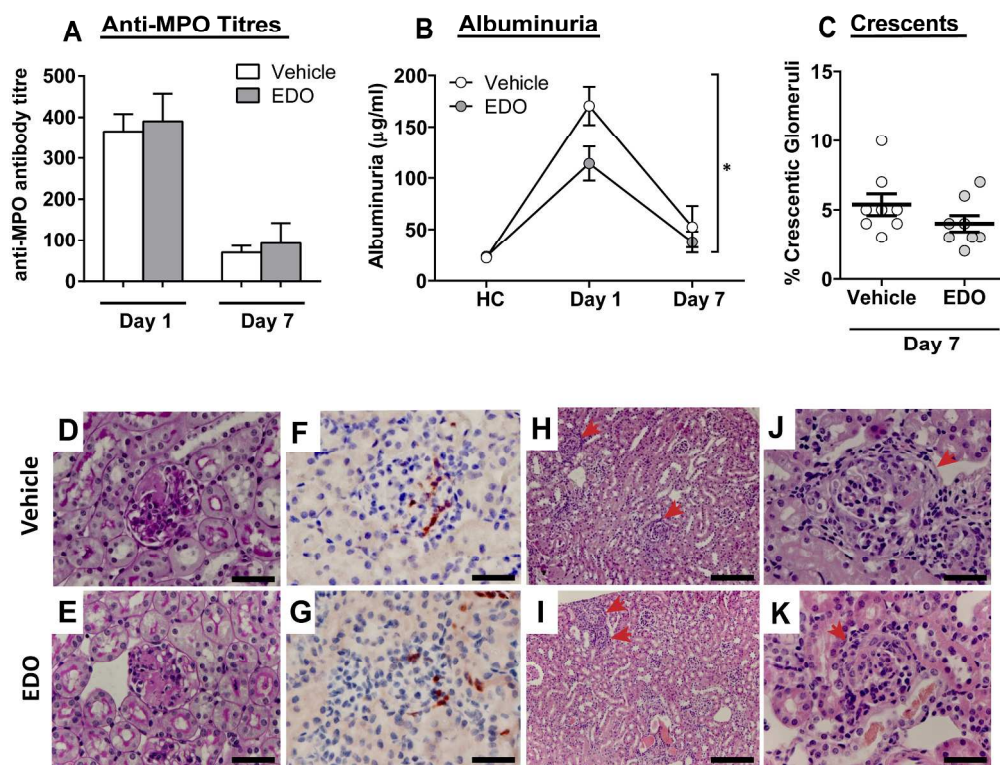 A Anti-MPO Titres
anti-MPO antibody titre
500
400
300
200
100
0
Vehicle
EDO
Day 1 Day 7
B Albuminuria
Albuminuria (μg/ml)
200
150
100
50
0
Vehicle
EDO
*
HC Day 1 Day 7
C Crescents
% Crescentic Glomeruli
15
10
5
0
Vehicle EDO
Day 7
Vehicle
D F H J
EDO
E G I K